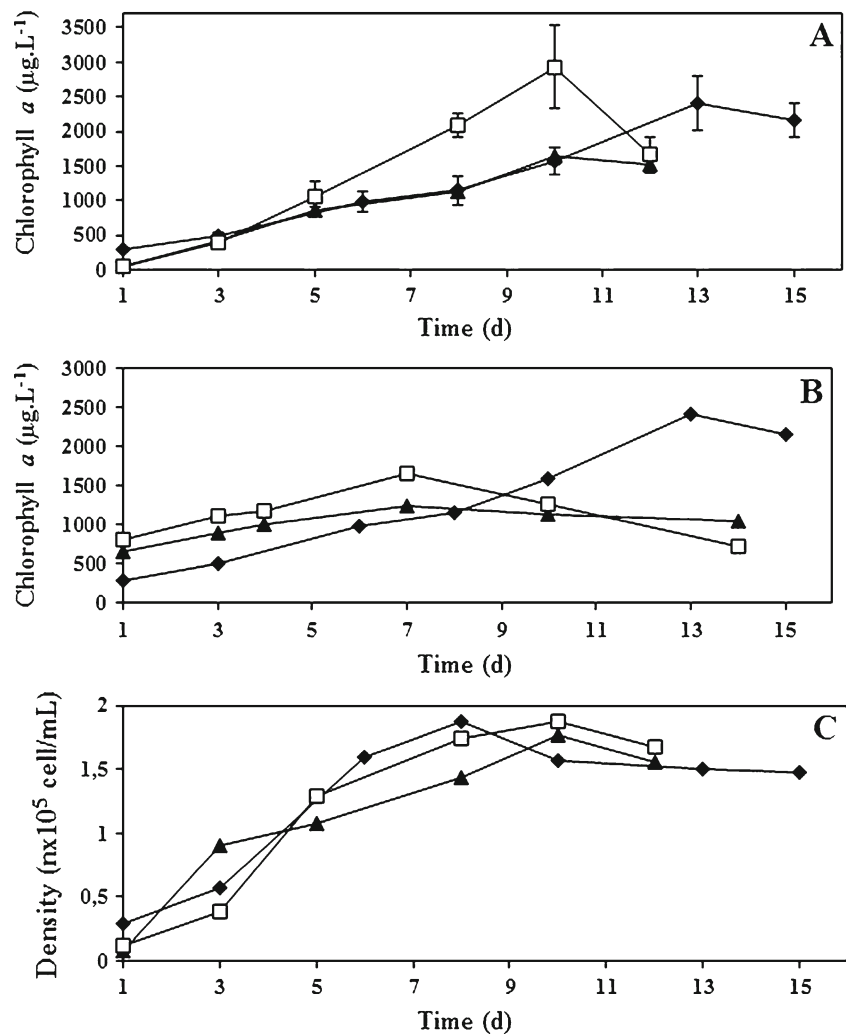 A
Chlorophyll a (µg.L⁻¹)
3500
3000
2500
2000
1500
1000
500
0
1 3 5 7 9 11 13 15
Time (d)
B
Chlorophyll a (µg.L⁻¹)
3000
2500
2000
1500
1000
500
0
1 3 5 7 9 11 13 15
Time (d)
C
Density (nx10⁵ cell/mL)
2
1.5
1
0,5
0
1 3 5 7 9 11 13 15
Time (d)